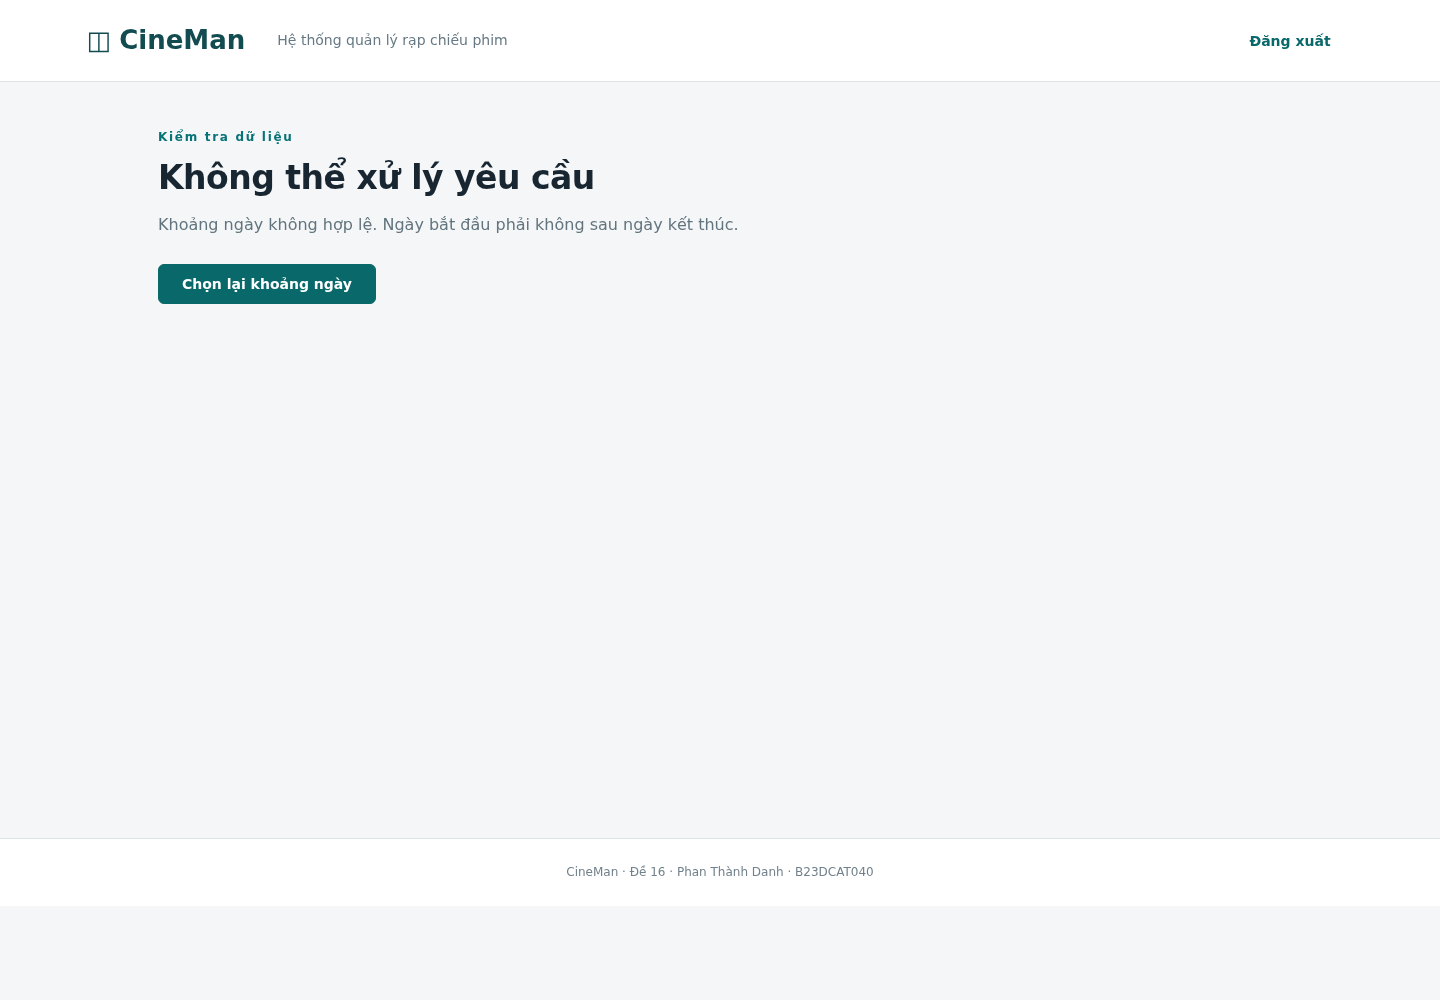 CineMan
Hệ thống quản lý rạp chiếu phim
Đăng xuất
Kiểm tra dữ liệu
Không thể xử lý yêu cầu
Khoảng ngày không hợp lệ. Ngày bắt đầu phải không sau ngày kết thúc.
Chọn lại khoảng ngày
CineMan · Đề 16 · Phan Thành Danh · B23DCAT040